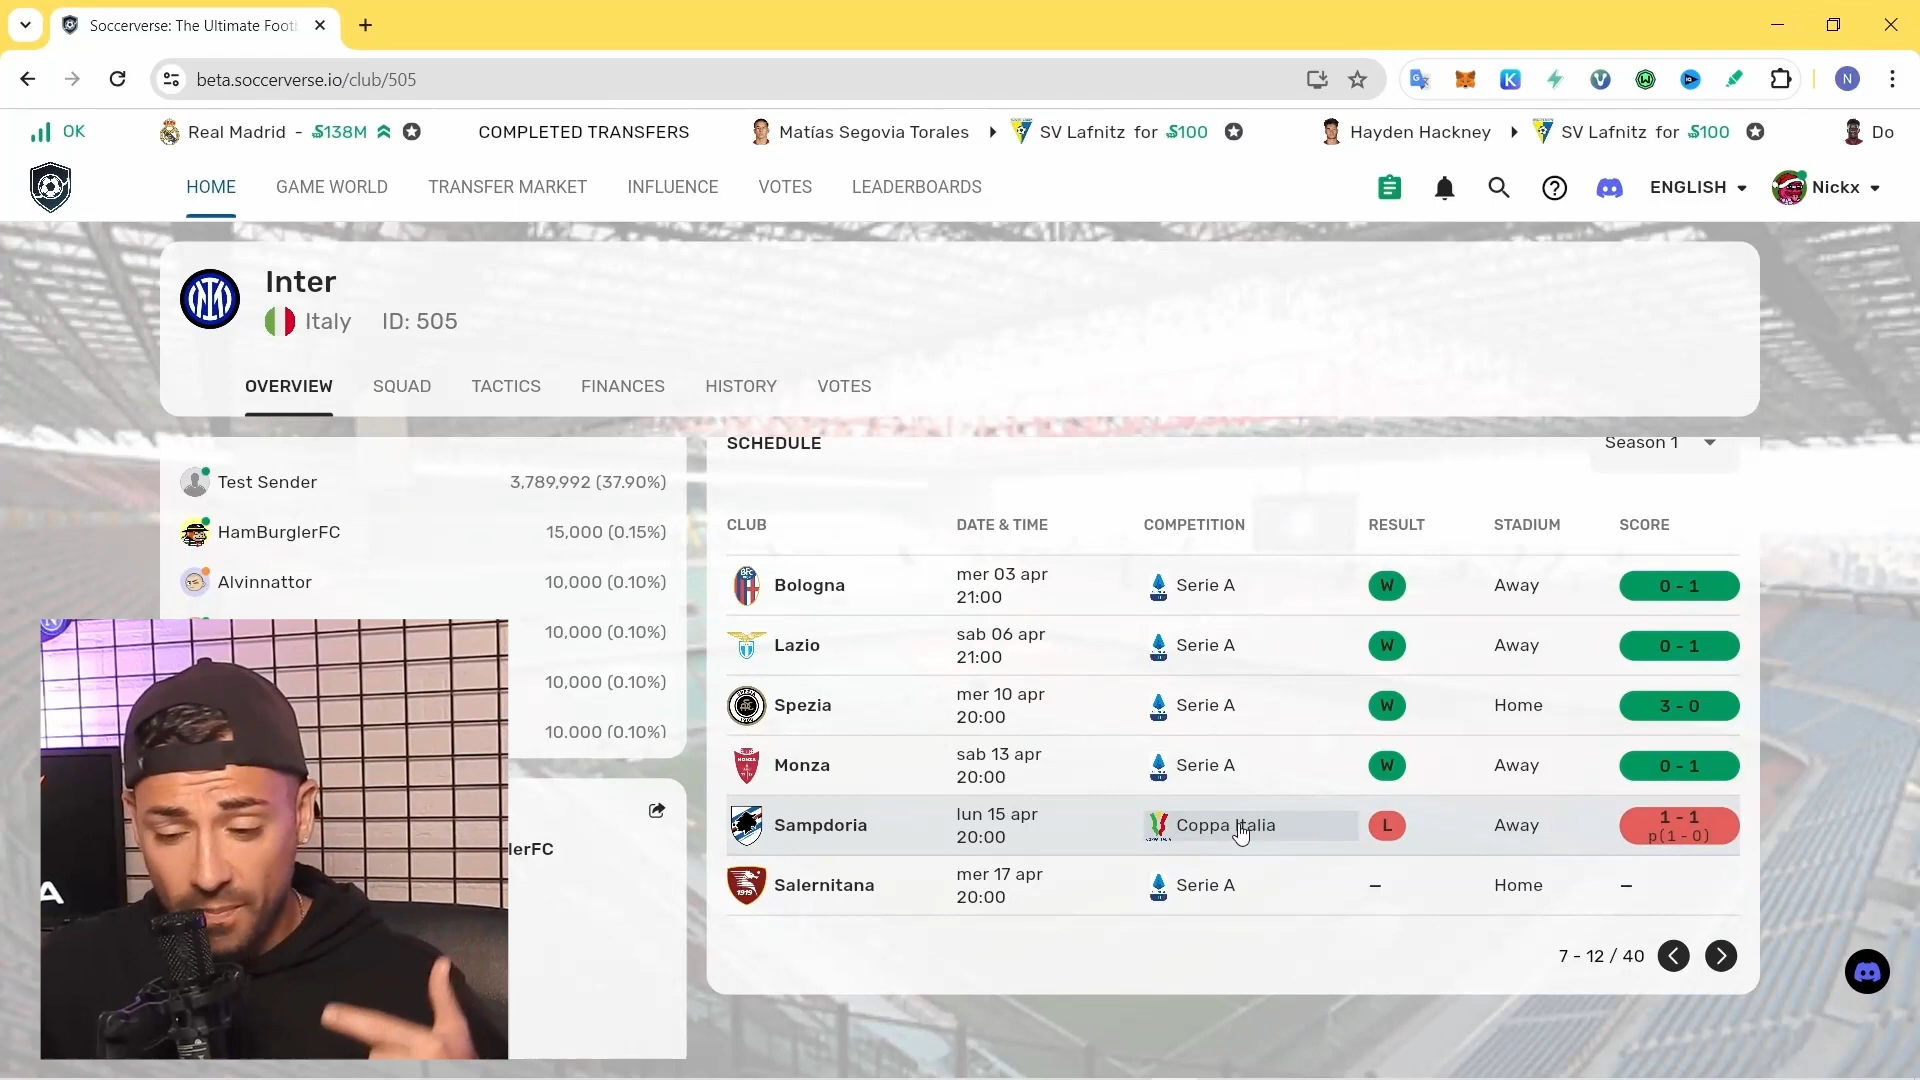 Soccerverse: The Ultimate Foot
beta.soccerverse.io/club/505
N
OK
Real Madrid - $138M
COMPLETED TRANSFERS
Matías Segovia Torales
SV Lafnitz for $100
Hayden Hackney
SV Lafnitz for $100
Do
HOME
GAME WORLD
TRANSFER MARKET
INFLUENCE
VOTES
LEADERBOARDS
ENGLISH
Nickx
Inter
Italy ID: 505
OVERVIEW
SQUAD
TACTICS
FINANCES
HISTORY
VOTES
Test Sender 3,789,992 (37.90%)
HamBurglerFC 15,000 (0.15%)
Alvinnattor 10,000 (0.10%)
10,000 (0.10%)
10,000 (0.10%)
10.000 (0.10%)
lerFC
A
SCHEDULE
Season 1
CLUB DATE & TIME COMPETITION RESULT STADIUM SCORE
Bologna mer 03 apr 21:00 Serie A W Away 0 - 1
Lazio sab 06 apr 21:00 Serie A W Away 0 - 1
Spezia mer 10 apr 20:00 Serie A W Home 3 - 0
Monza sab 13 apr 20:00 Serie A W Away 0 - 1
Sampdoria lun 15 apr 20:00 Coppa Italia L Away 1 - 1 p(1 - 0)
Salernitana mer 17 apr 20:00 Serie A – Home –
7 - 12 / 40